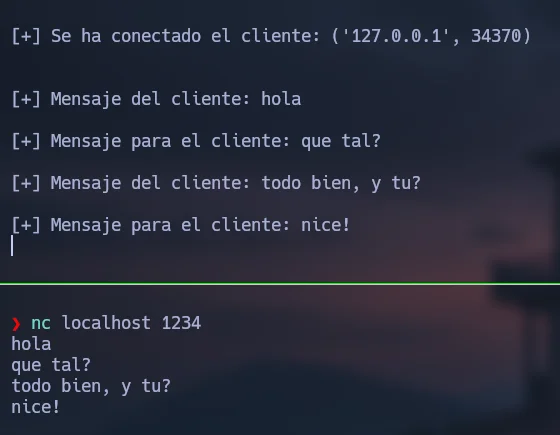 [+] Se ha conectado el cliente: ('127.0.0.1', 34370)
[+] Mensaje del cliente: hola
[+] Mensaje para el cliente: que tal?
[+] Mensaje del cliente: todo bien, y tu?
[+] Mensaje para el cliente: nice!
❯ nc localhost 1234
hola
que tal?
todo bien, y tu?
nice!